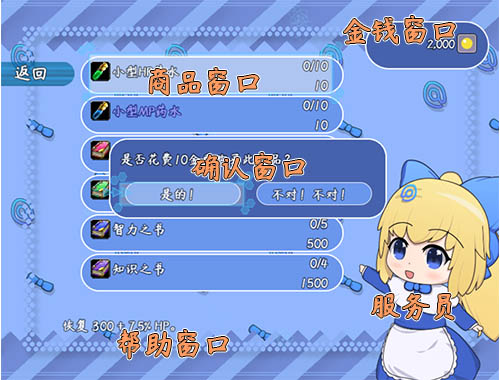 金钱窗口
2,000
返回
小型HP药水
0/10
10
商品窗口
小型MP药水
0/10
10
是否花费10金
品?
确认窗口
是的!
不对!不对!
智力之书
0/5
500
知识之书
0/4
1500
服务员
恢复 300 + 7.5% HP。
帮助窗口